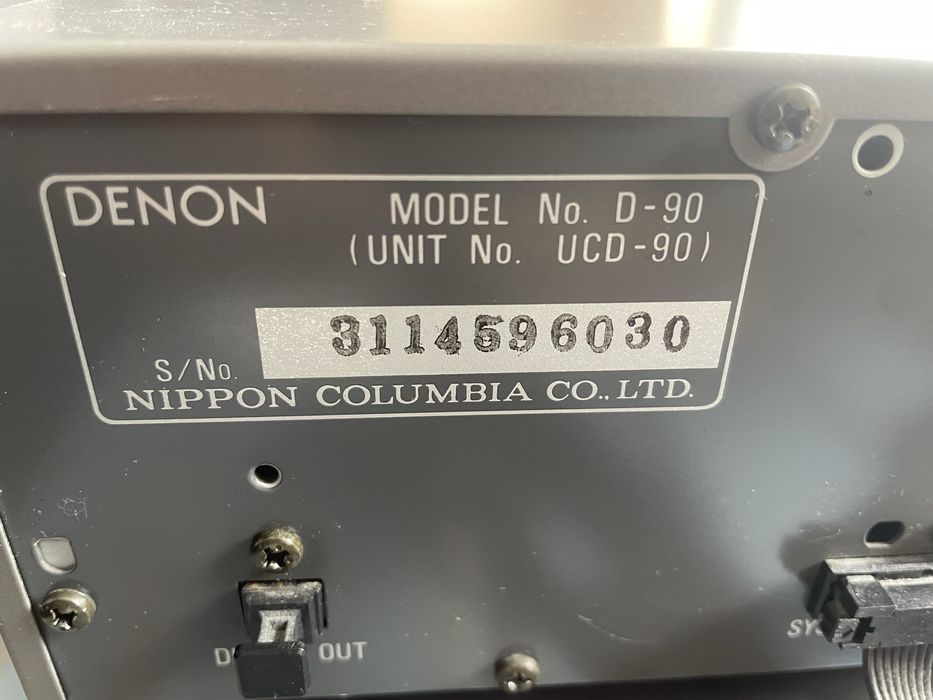 DENON
MODEL No. D-90
(UNIT No. UCD-90)
S/No. 3114596030
NIPPON COLUMBIA CO., LTD.
OUT